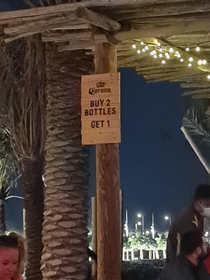 Corona
BUY 2
BOTTLES
GET 1